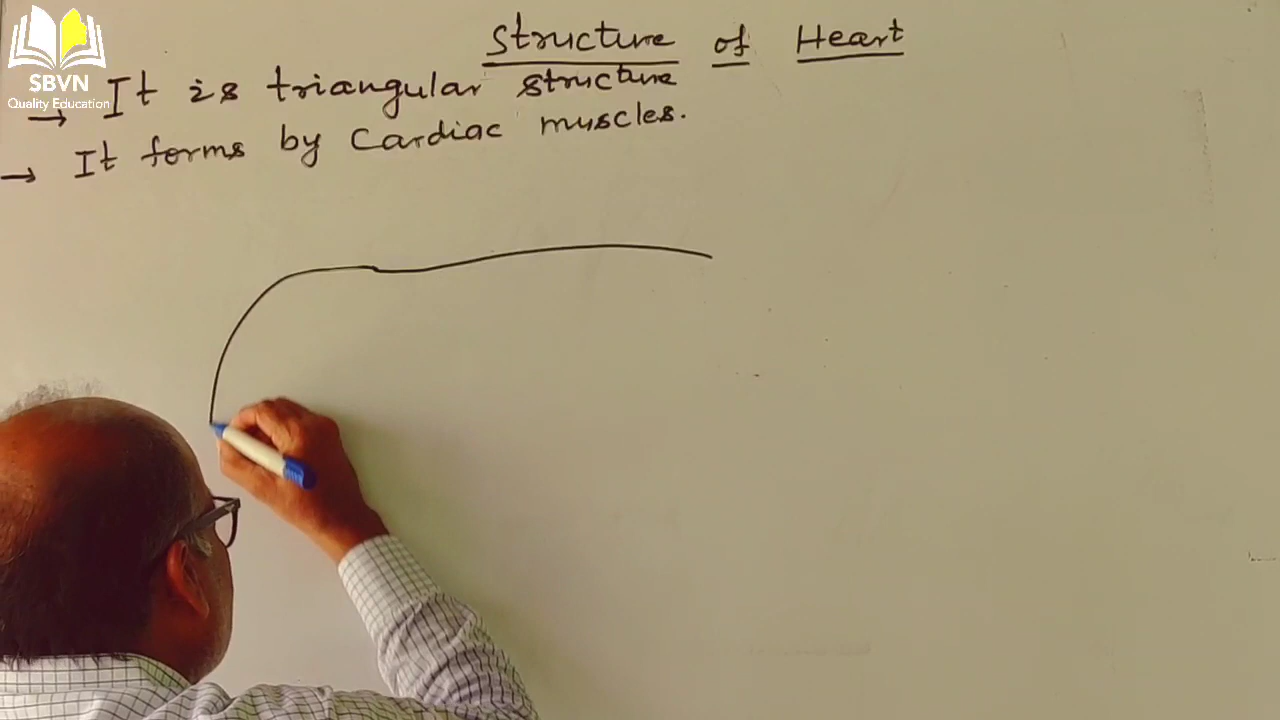 SBVN
Quality Education
Structure of Heart
→ It is triangular structure
→ It forms by Cardiac muscles.